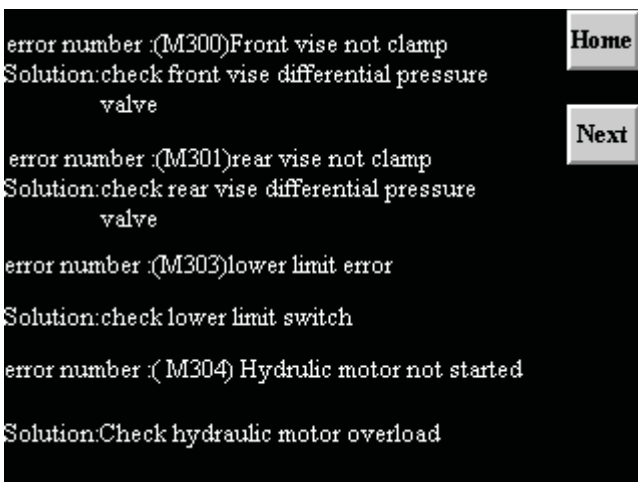 error number :(M300)Front vise not clamp
Home
Solution:check front vise differential pressure
valve
Next
error number :(M301)rear vise not clamp
Solution:check rear vise differential pressure
valve
error number :(M303)lower limit error
Solution:check lower limit switch
error number :( M304) Hydrulic motor not started
Solution:Check hydraulic motor overload